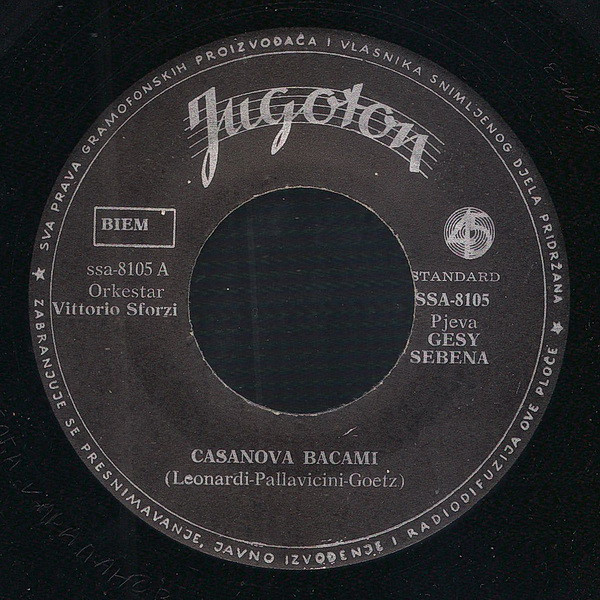 SVA PRAVA GRAMOFONSKIH PROIZVOĐAČA I VLASNIKA SNIMLJENOG DJELA PRIDRŽANA
Jugoton
BIEM
45
ssa-8105 A
Orkestar
Vittorio Sforzi
STANDARD
SSA-8105
Pjeva
GESY
SEBENA
CASANOVA BACAMI
(Leonardi-Pallavicini-Goetz)
ZABRANJUJE SE PRESNIMAVANJE, JAVNO IZVOĐENJE I RADIODIFUZIJA OVE PLOČE